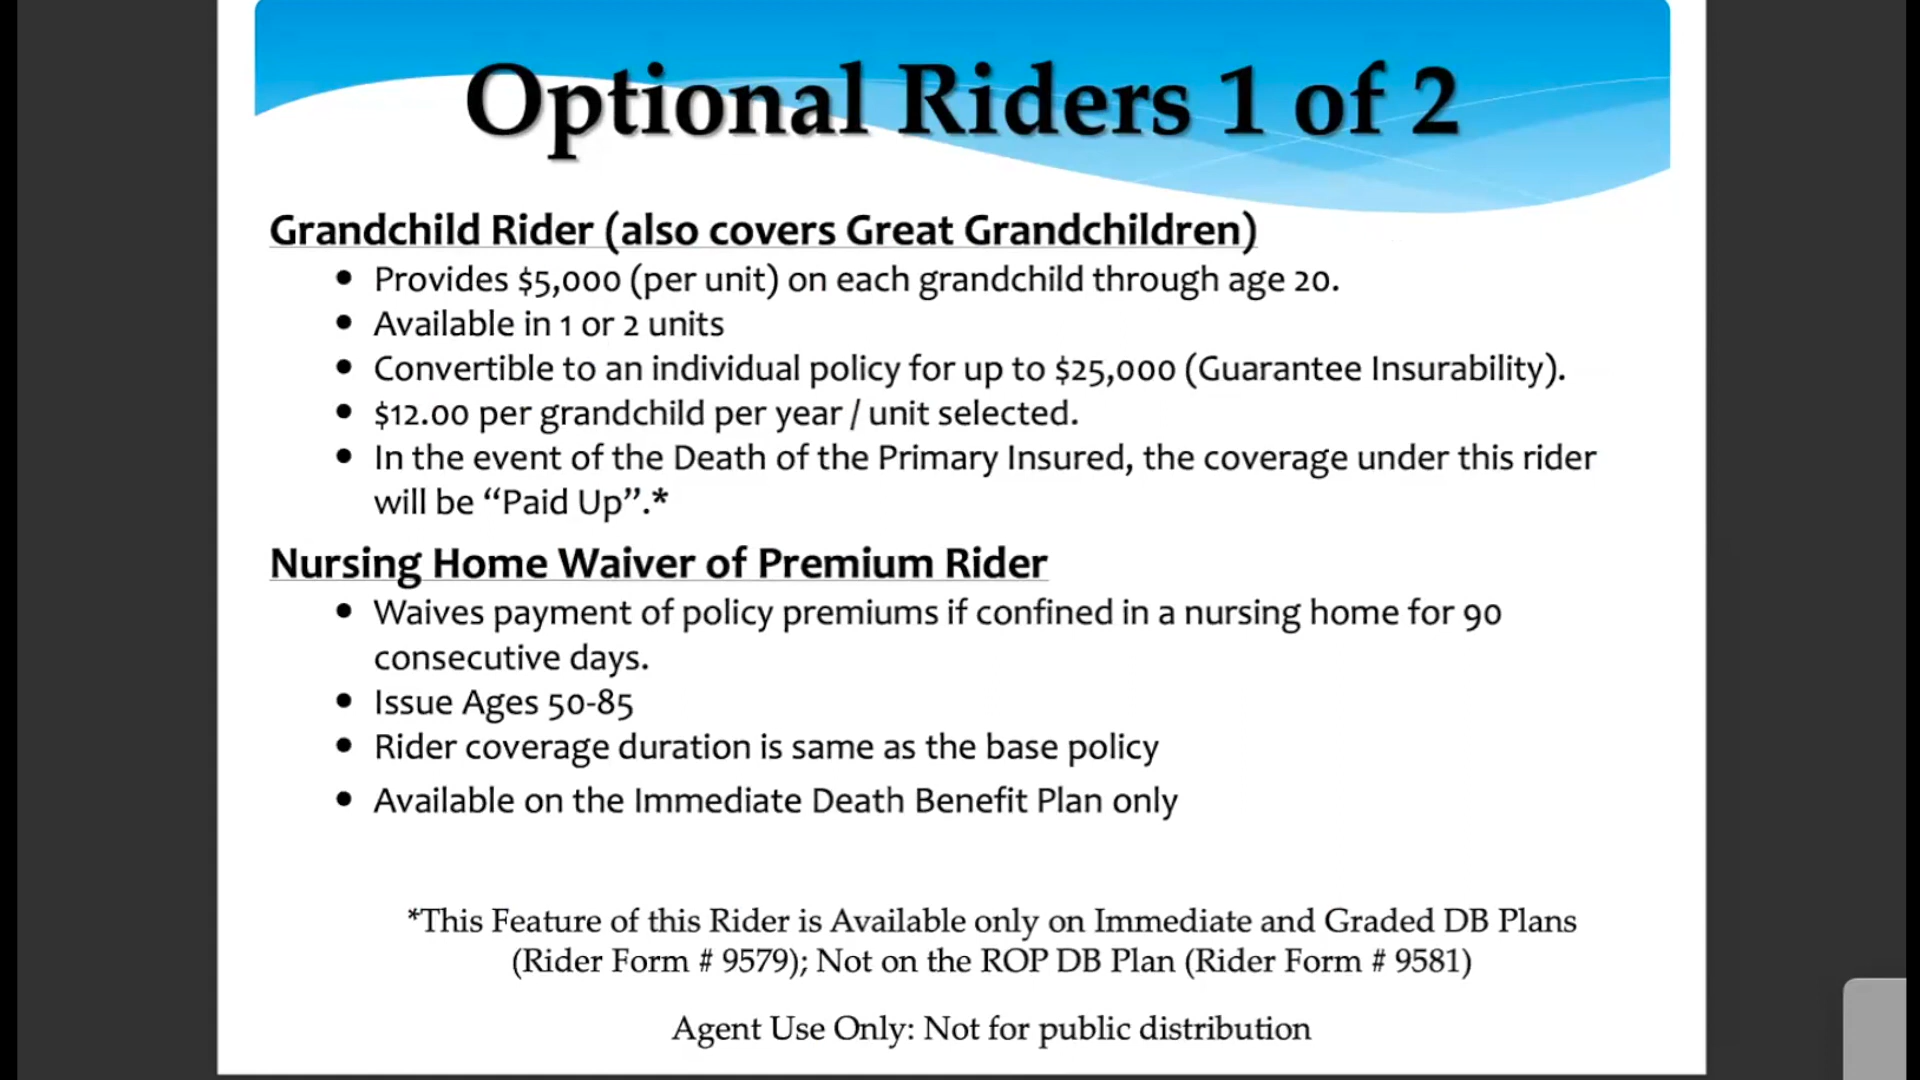 Optional Riders 1 of 2
Grandchild Rider (also covers Great Grandchildren)
• Provides $5,000 (per unit) on each grandchild through age 20.
• Available in 1 or 2 units
• Convertible to an individual policy for up to $25,000 (Guarantee Insurability).
• $12.00 per grandchild per year / unit selected.
• In the event of the Death of the Primary Insured, the coverage under this rider
will be “Paid Up”.*
Nursing Home Waiver of Premium Rider
• Waives payment of policy premiums if confined in a nursing home for 90
consecutive days.
• Issue Ages 50-85
• Rider coverage duration is same as the base policy
• Available on the Immediate Death Benefit Plan only
*This Feature of this Rider is Available only on Immediate and Graded DB Plans
(Rider Form # 9579); Not on the ROP DB Plan (Rider Form # 9581)
Agent Use Only: Not for public distribution